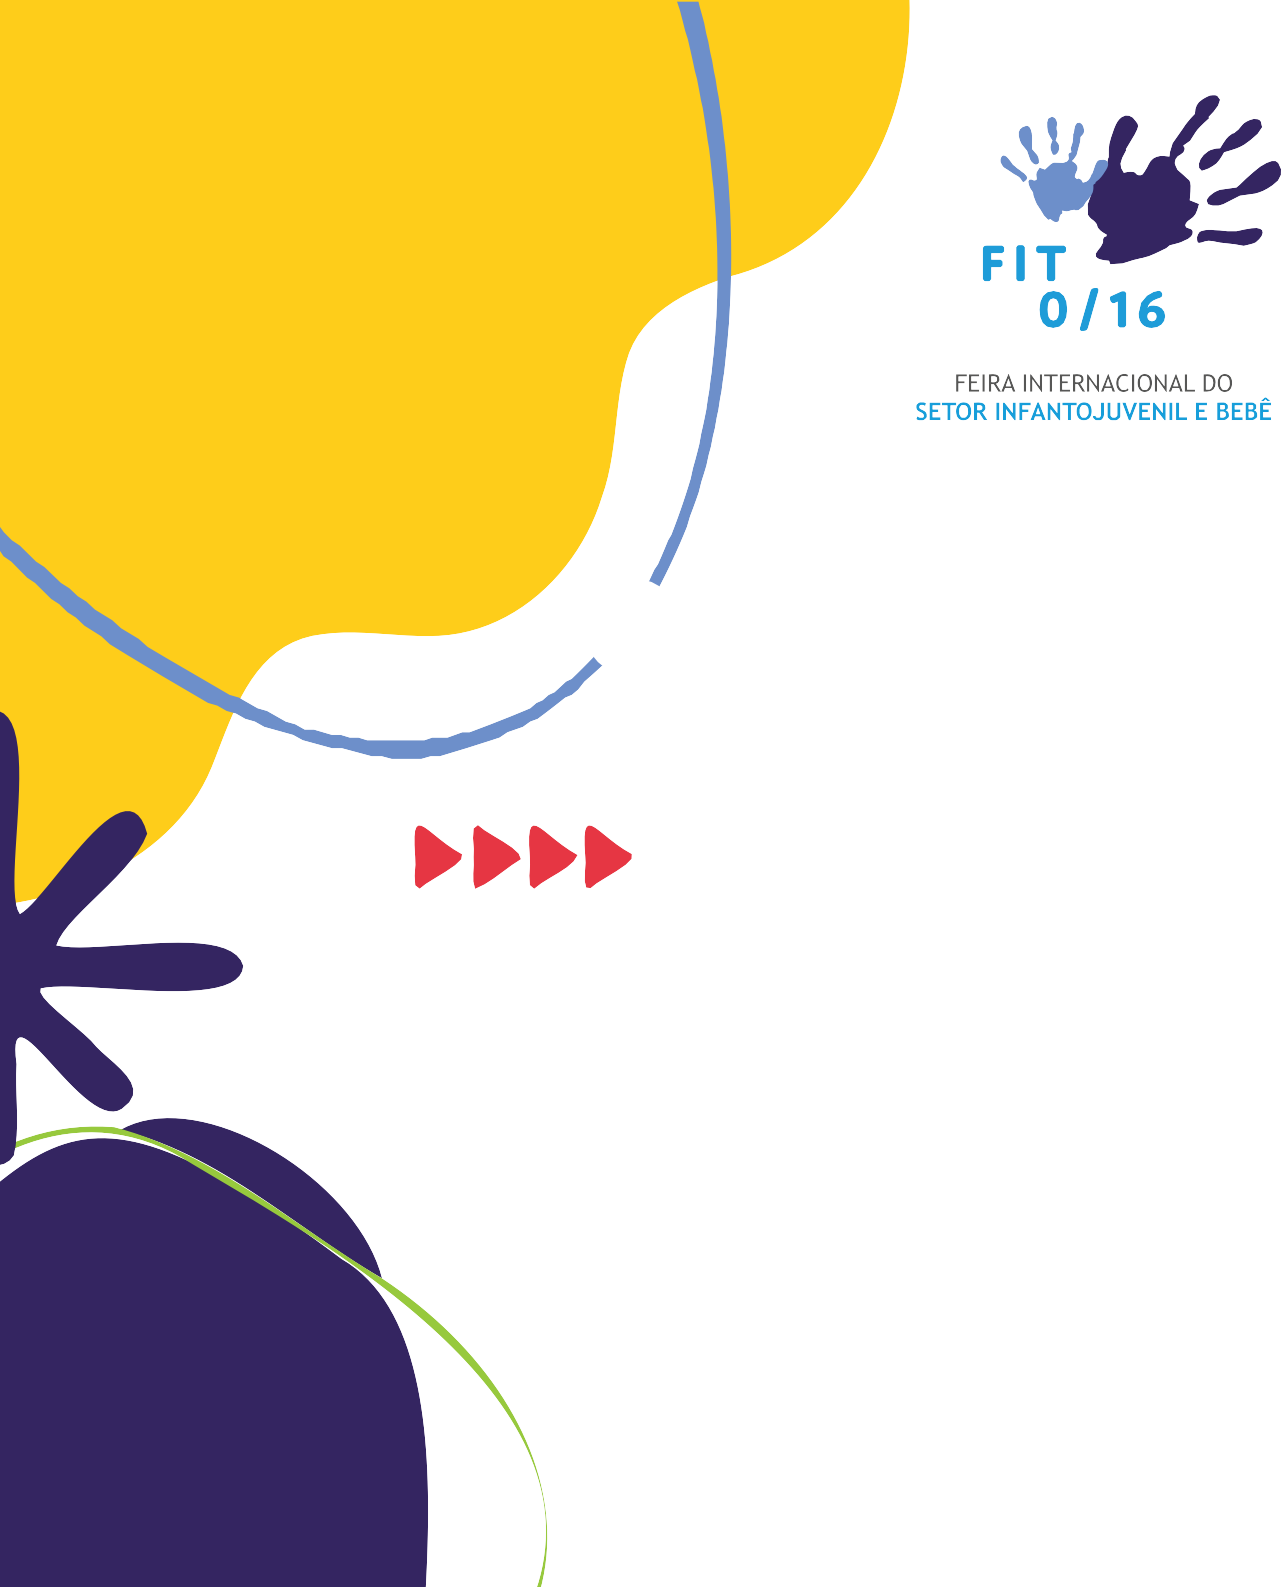 FIT
0/16
FEIRA INTERNACIONAL DO
SETOR INFANTOJUVENIL E BEBÊ